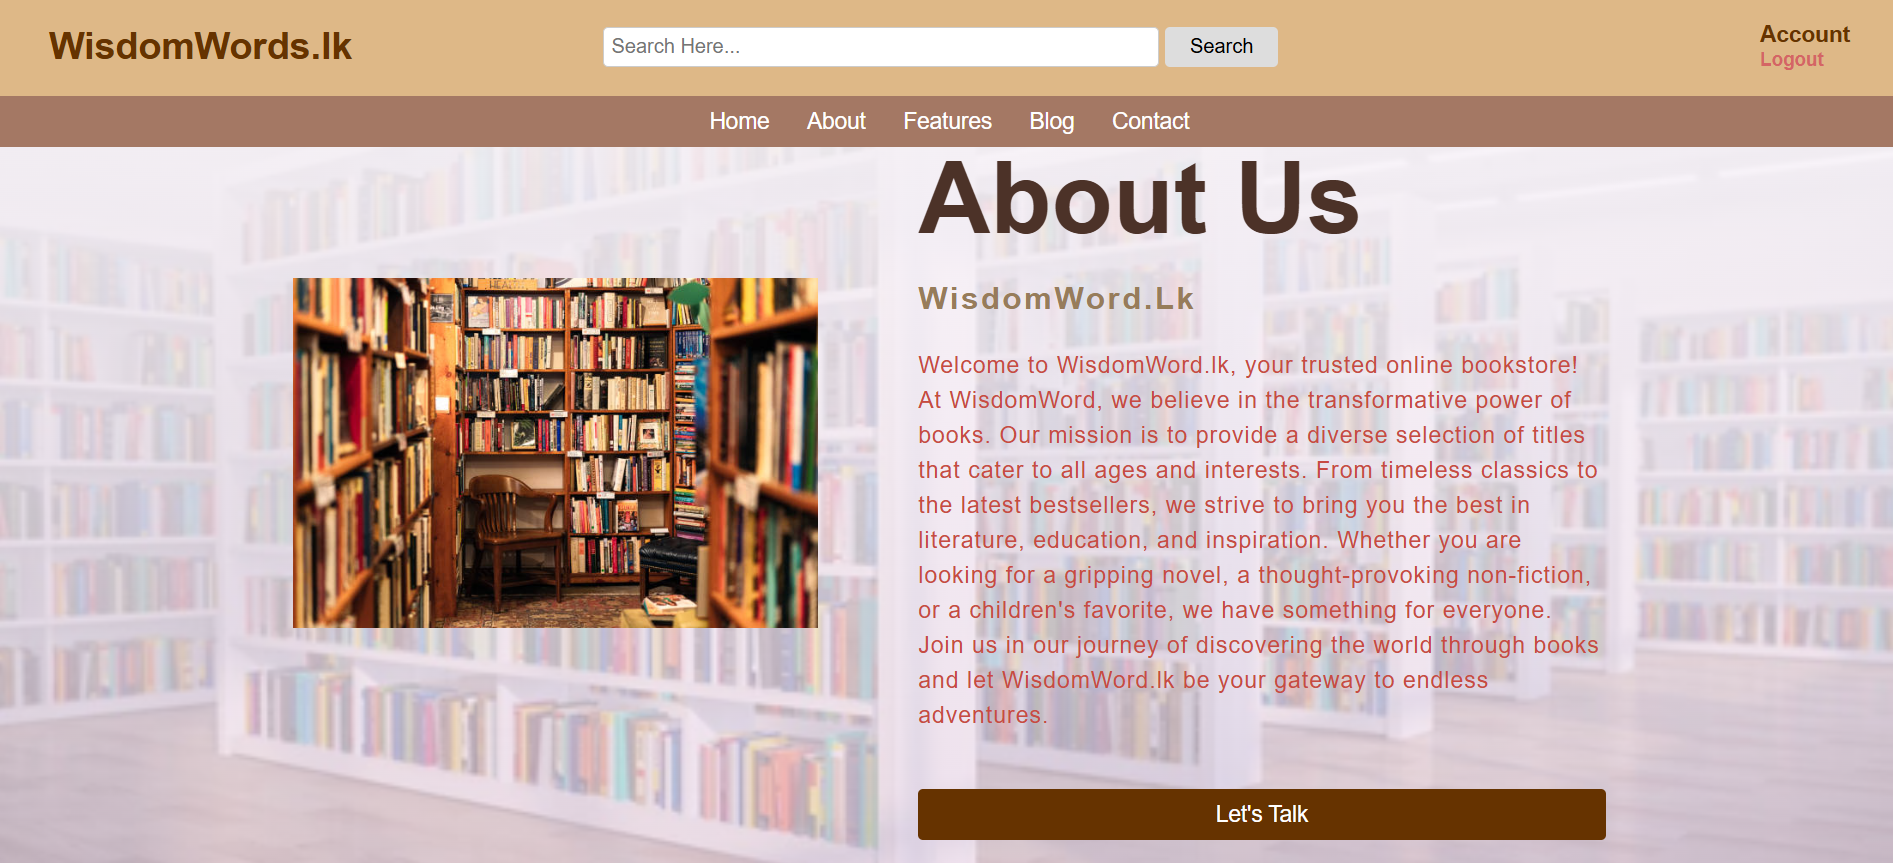 WisdomWords.lk
Search Here...
Search
Account
Logout
Home
About
Features
Blog
Contact
About Us
WisdomWord.Lk
Welcome to WisdomWord.lk, your trusted online bookstore!
At WisdomWord, we believe in the transformative power of
books. Our mission is to provide a diverse selection of titles
that cater to all ages and interests. From timeless classics to
the latest bestsellers, we strive to bring you the best in
literature, education, and inspiration. Whether you are
looking for a gripping novel, a thought-provoking non-fiction,
or a children's favorite, we have something for everyone.
Join us in our journey of discovering the world through books
and let WisdomWord.lk be your gateway to endless
adventures.
Let's Talk